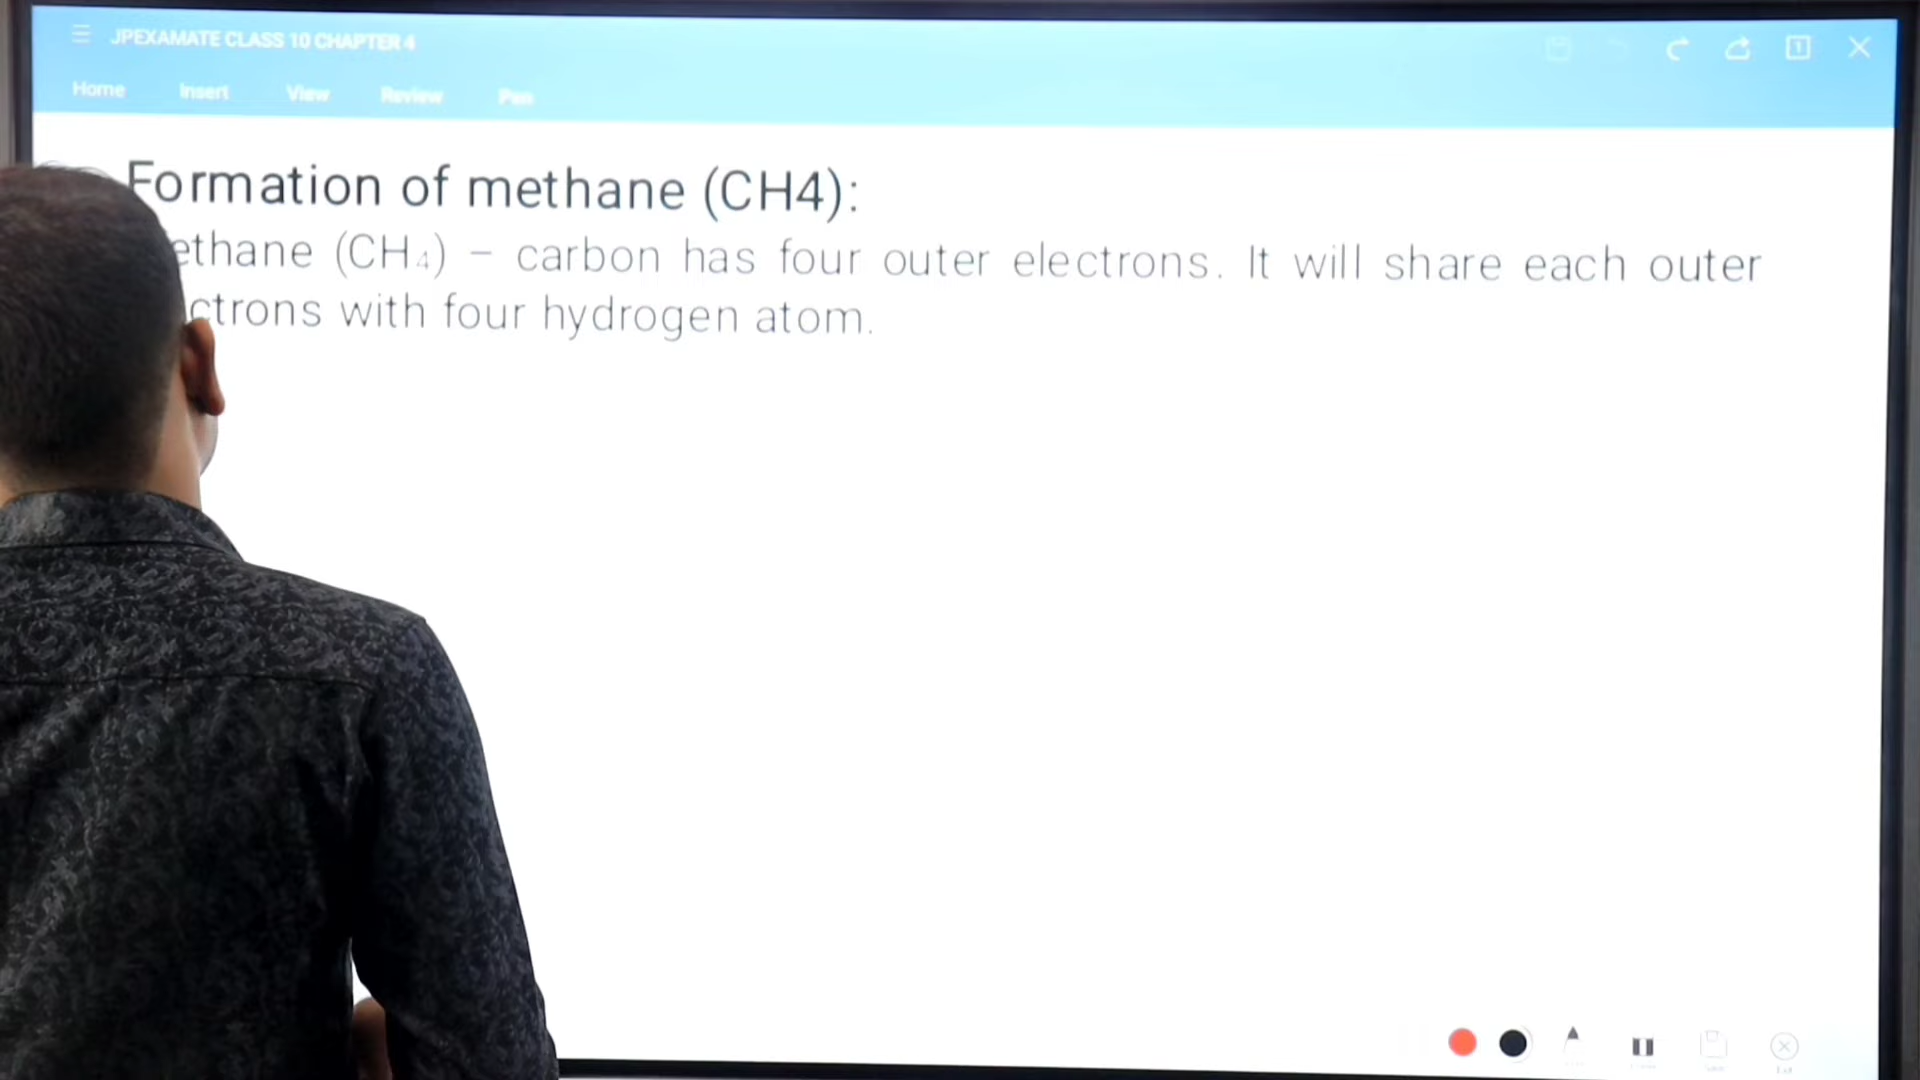 JPEXAMATE CLASS 10 CHAPTER 4
Home Insert View Review Pen
Formation of methane (CH4):
ethane (CH₄) – carbon has four outer electrons. It will share each outer
ctrons with four hydrogen atom.